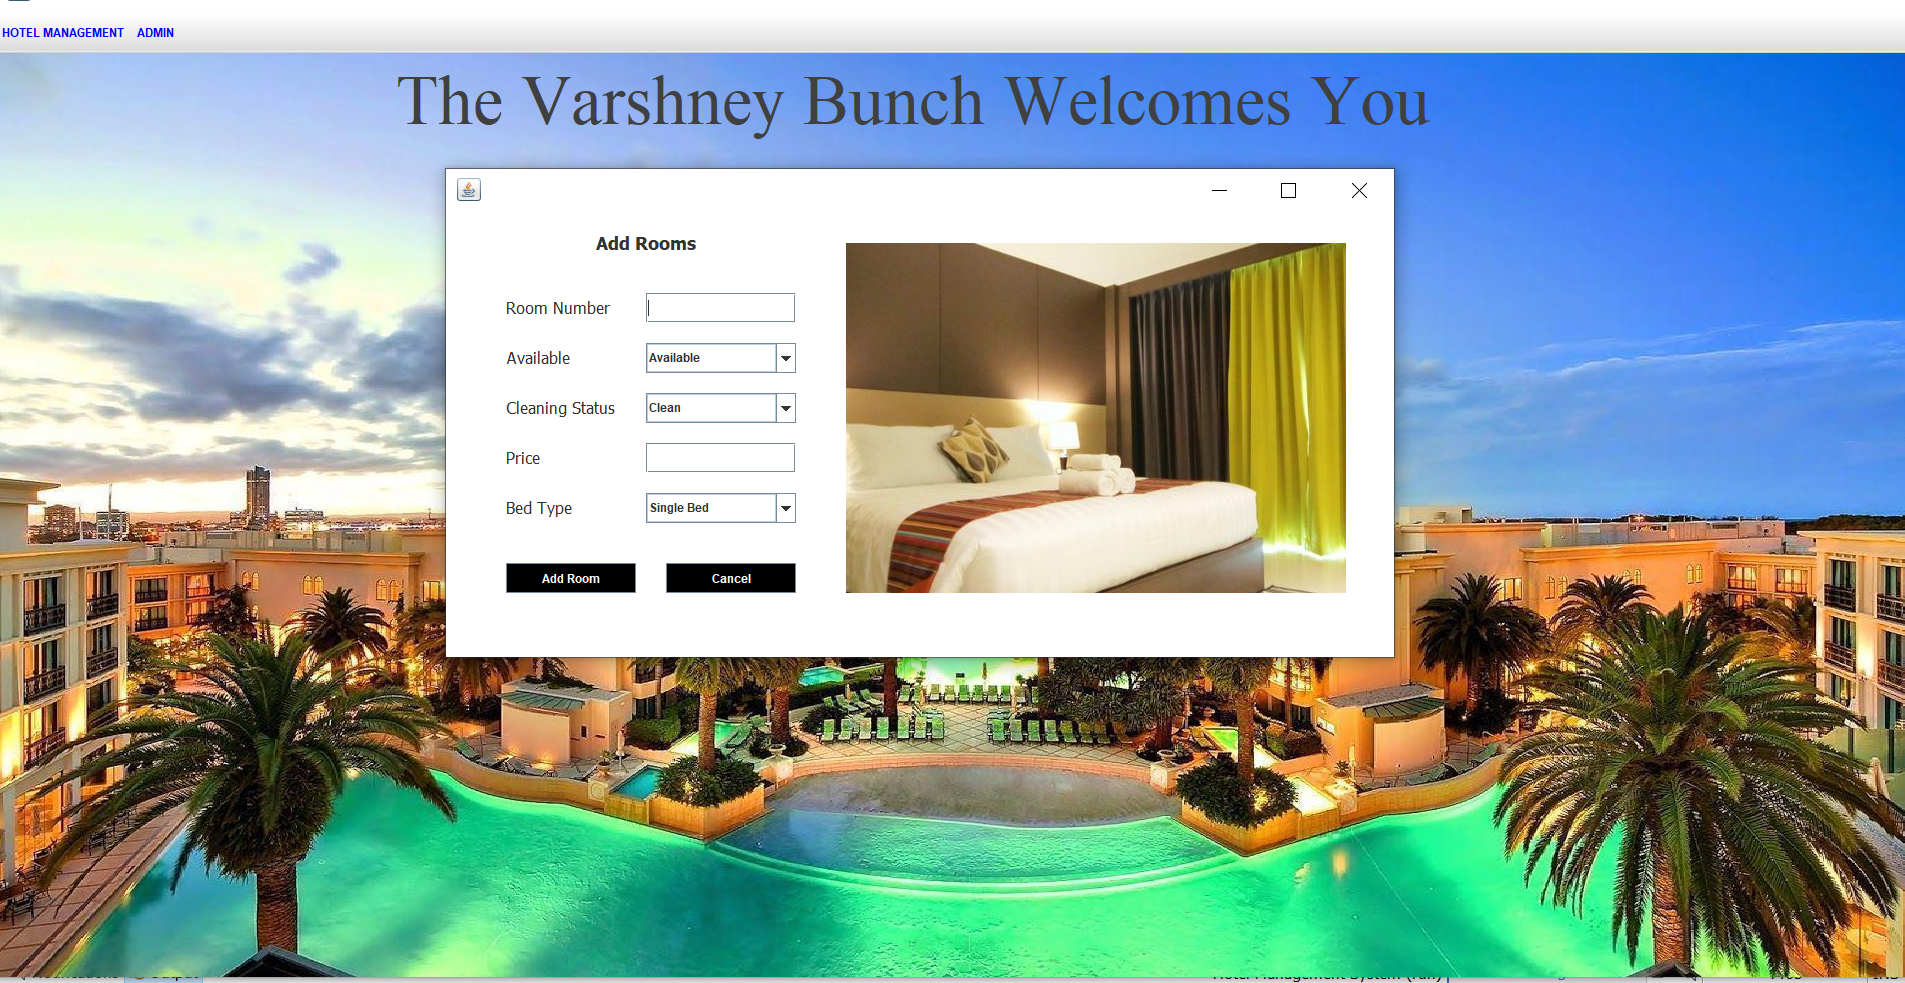 HOTEL MANAGEMENT ADMIN
The Varshney Bunch Welcomes You
Add Rooms
Room Number
Available Available
Cleaning Status Clean
Price
Bed Type Single Bed
Add Room Cancel